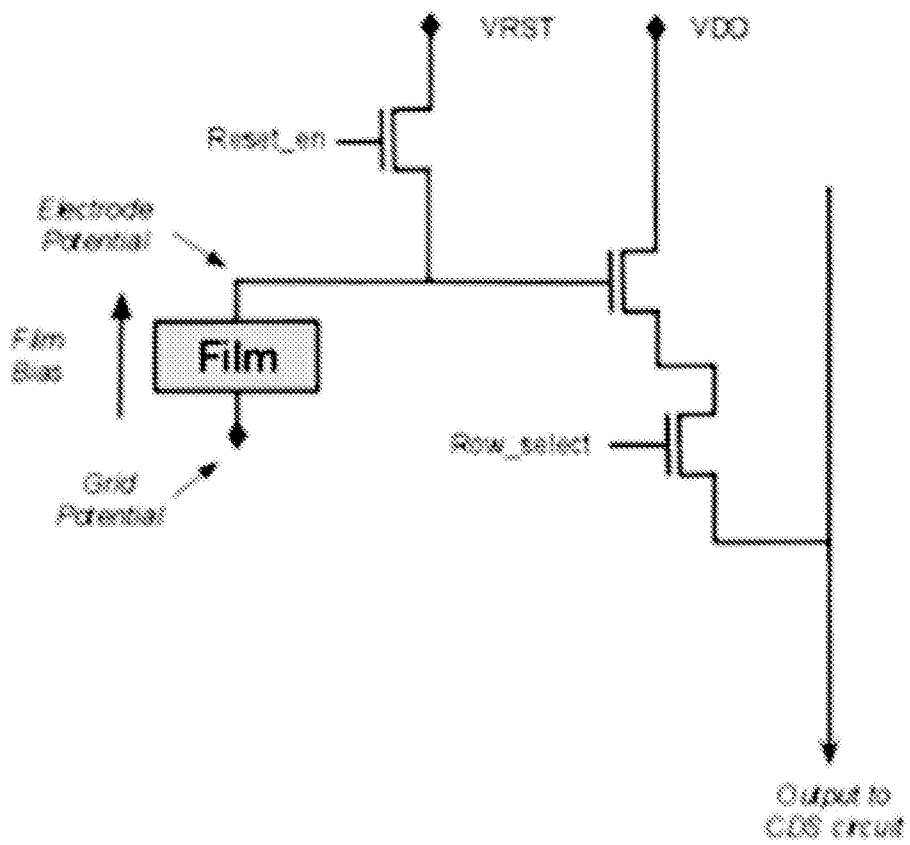 VRST
VDD
Reset_en
Electrode
Potential
Film
Bias
Film
Row_select
Grid
Potential
Output to
CDS circuit